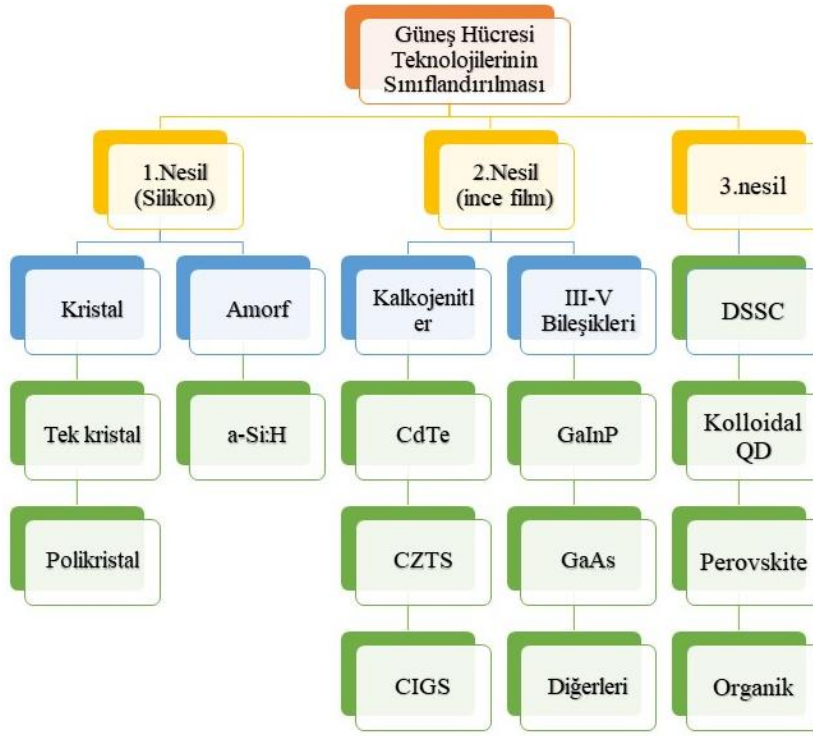 Güneş Hücresi
Teknolojilerinin
Sınıflandırılması
1.Nesil
(Silikon)
2.Nesil
(ince film)
3.nesil
Kristal
Amorf
Kalkojenitl
er
III-V
Bileşikleri
DSSC
Tek kristal
a-Si:H
CdTe
GaInP
Kolloidal
QD
Polikristal
CZTS
GaAs
Perovskite
CIGS
Diğerleri
Organik